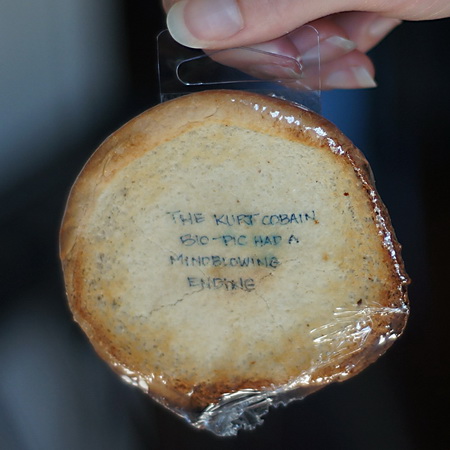 THE KURT COBAIN
BIO-PIC HAD A
MINDBLOWING
ENDING